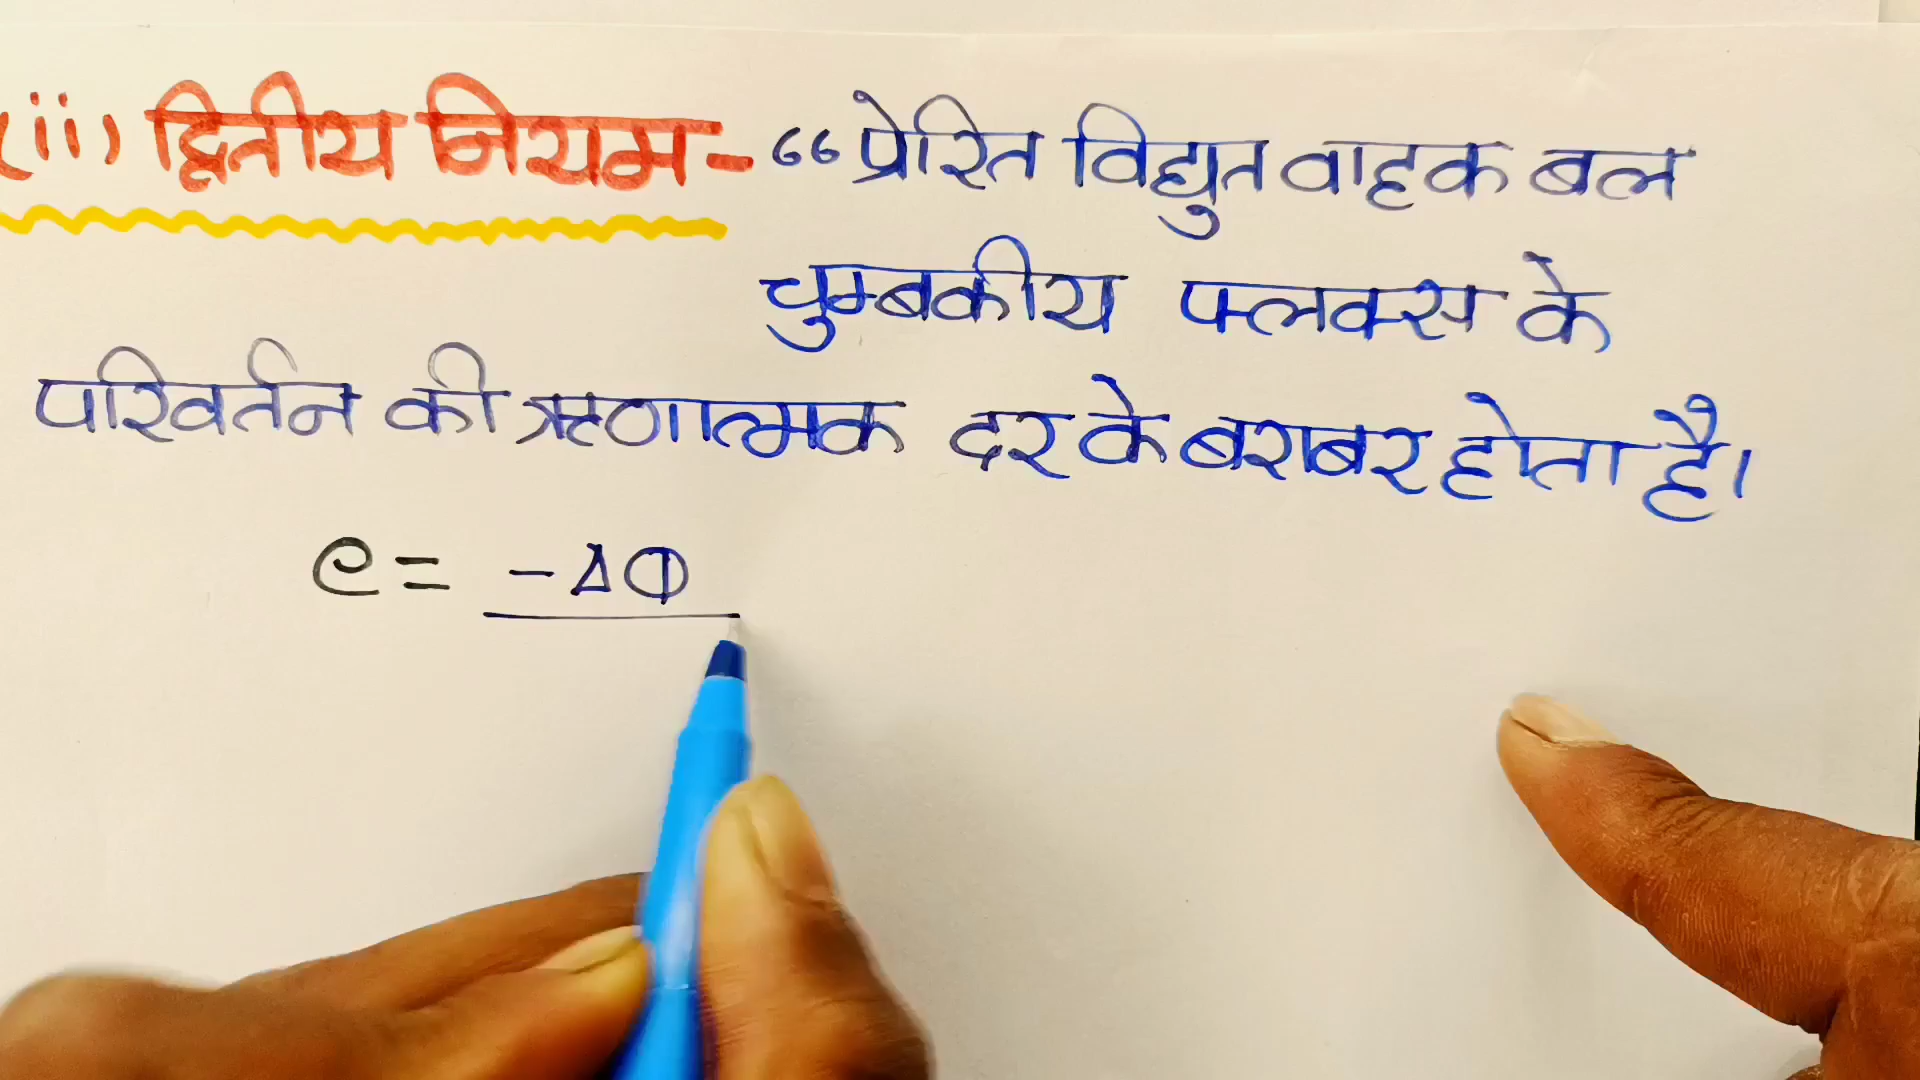 (ii) द्वितीय नियम- “प्रेरित विद्युत वाहक बल
चुम्बकीय फ्लक्स के
परिवर्तन की ऋणात्मक दर के बराबर होता है।
e = -ΔΦ